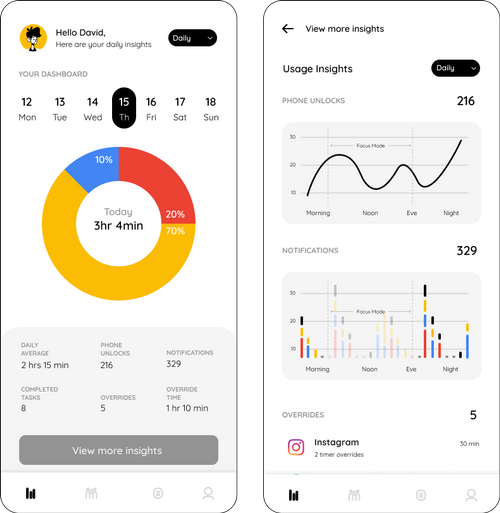 Hello David,
Here are your daily insights
Daily
YOUR DASHBOARD
12 13 14 15 16 17 18
Mon Tue Wed Th Fri Sat Sun
10%
Today
3hr 4min
20%
70%
DAILY AVERAGE
2 hrs 15 min
PHONE UNLOCKS
216
NOTIFICATIONS
329
COMPLETED TASKS
8
OVERRIDES
5
OVERRIDE TIME
1 hr 10 min
View more insights
View more insights
Usage Insights
Daily
PHONE UNLOCKS 216
30
Focus Mode
20
10
Morning Noon Eve Night
NOTIFICATIONS 329
30
Focus Mode
20
10
Morning Noon Eve Night
OVERRIDES 5
Instagram 30 min
2 timer overrides